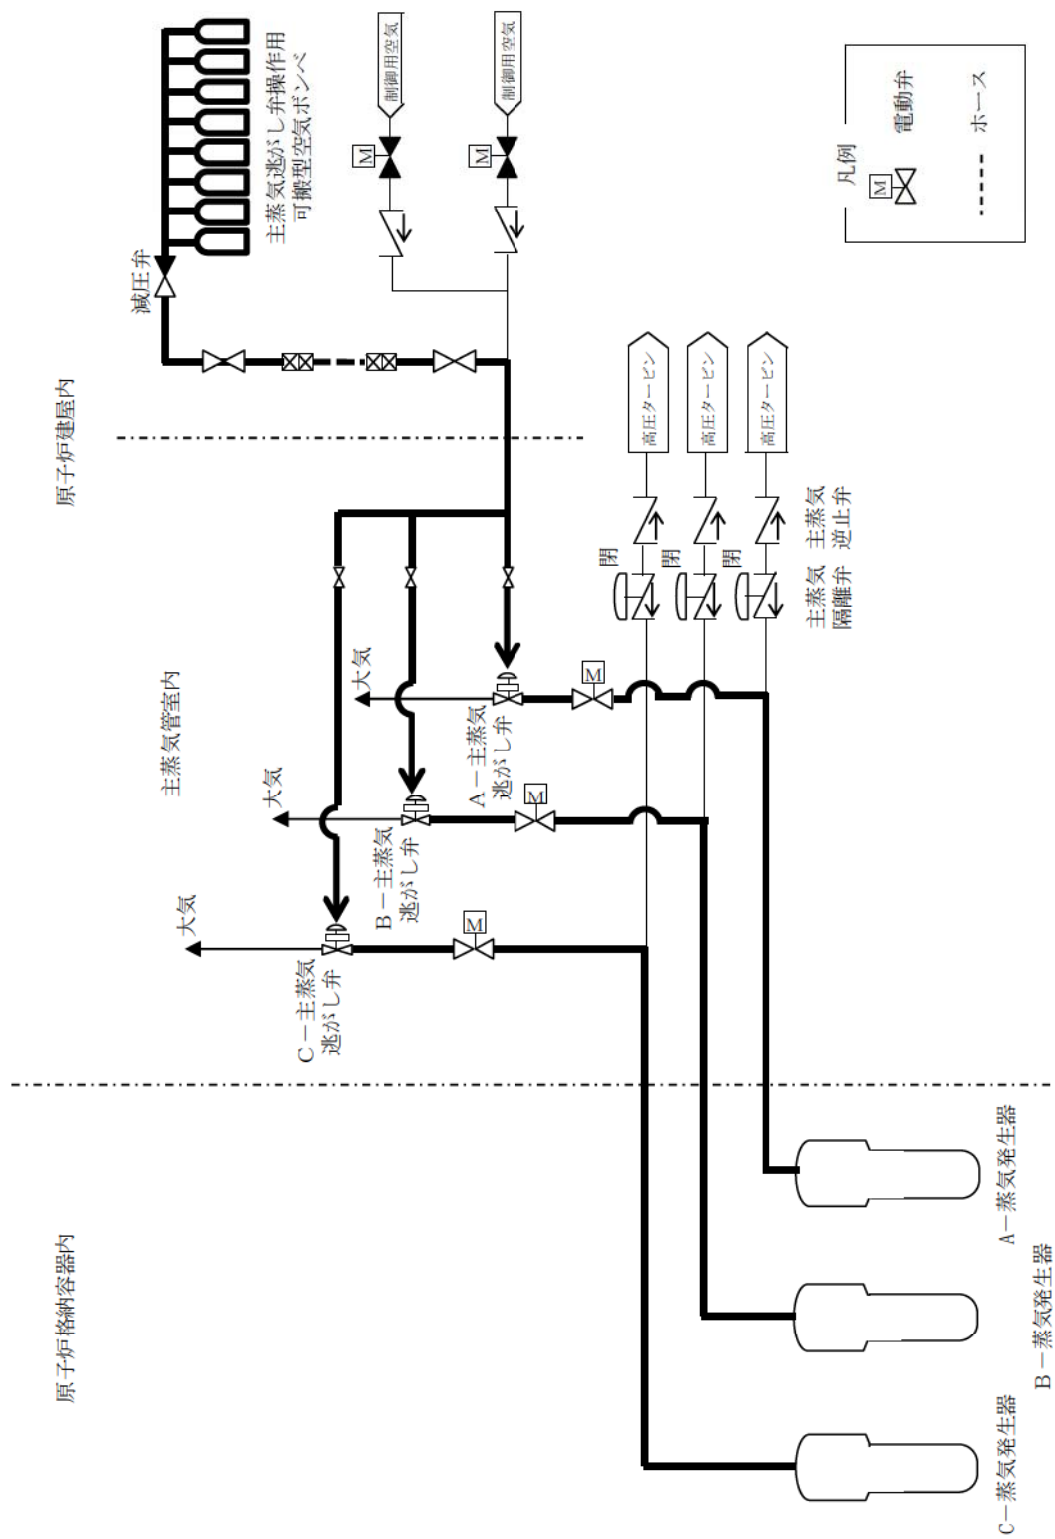 原子炉格納容器内
主蒸気管室内
原子炉建屋内
減圧弁
主蒸気逃がし弁操作用
可搬型空気ボンベ
M
制御用空気
M
制御用空気
大気
C－主蒸気
逃がし弁
M
大気
B－主蒸気
逃がし弁
M
大気
A－主蒸気
逃がし弁
M
閉
高圧タービン
閉
高圧タービン
閉
高圧タービン
主蒸気
隔離弁
主蒸気
逆止弁
C－蒸気発生器
B－蒸気発生器
A－蒸気発生器
凡例
M
電動弁
ホース